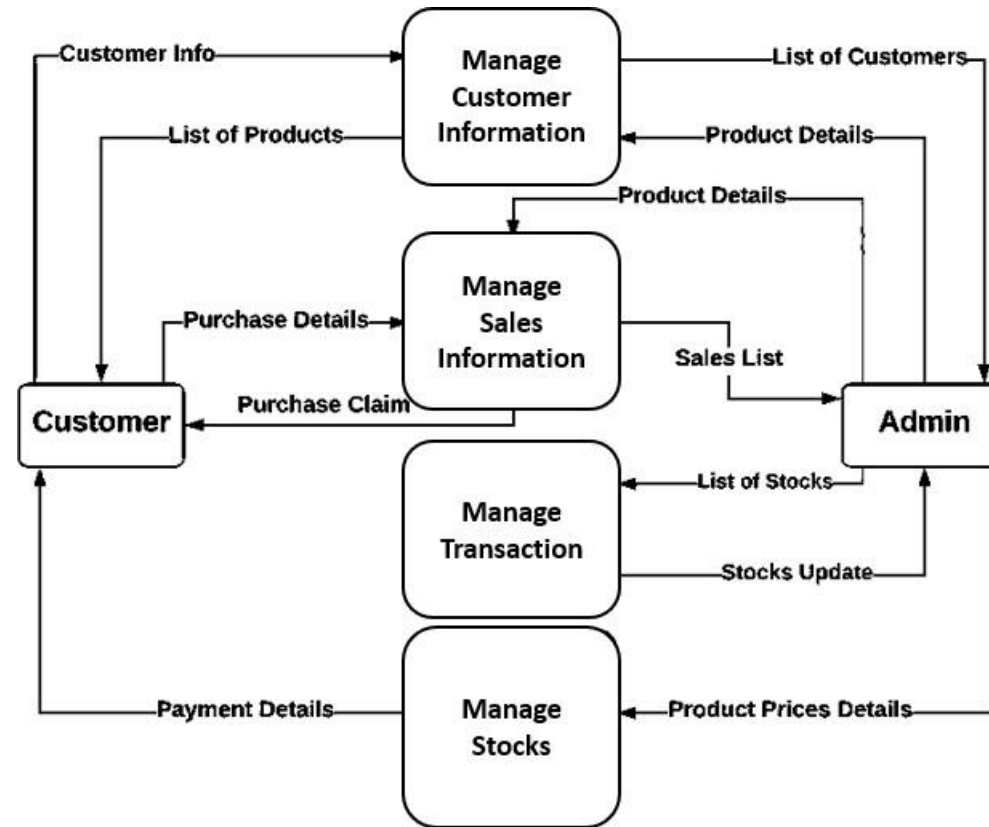 Customer Info
Manage
Customer
Information
List of Customers
List of Products
Product Details
Product Details
Manage
Sales
Information
Purchase Details
Sales List
Purchase Claim
Customer
Admin
Manage
Transaction
List of Stocks
Stocks Update
Payment Details
Manage
Stocks
Product Prices Details